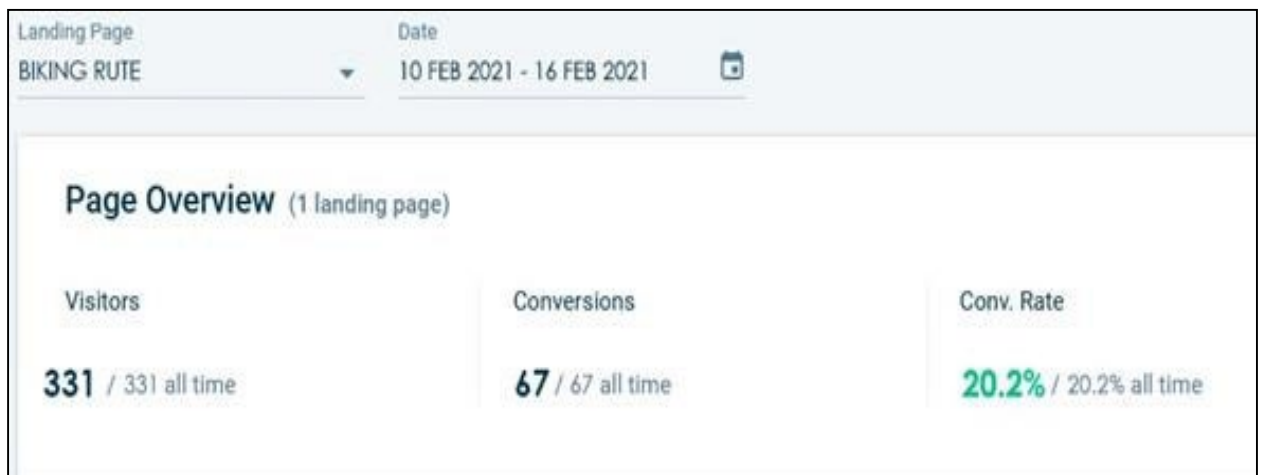 Landing Page
BIKING RUTE
Date
10 FEB 2021 - 16 FEB 2021
Page Overview (1 landing page)
Visitors
331 / 331 all time
Conversions
67 / 67 all time
Conv. Rate
20.2% / 20.2% all time